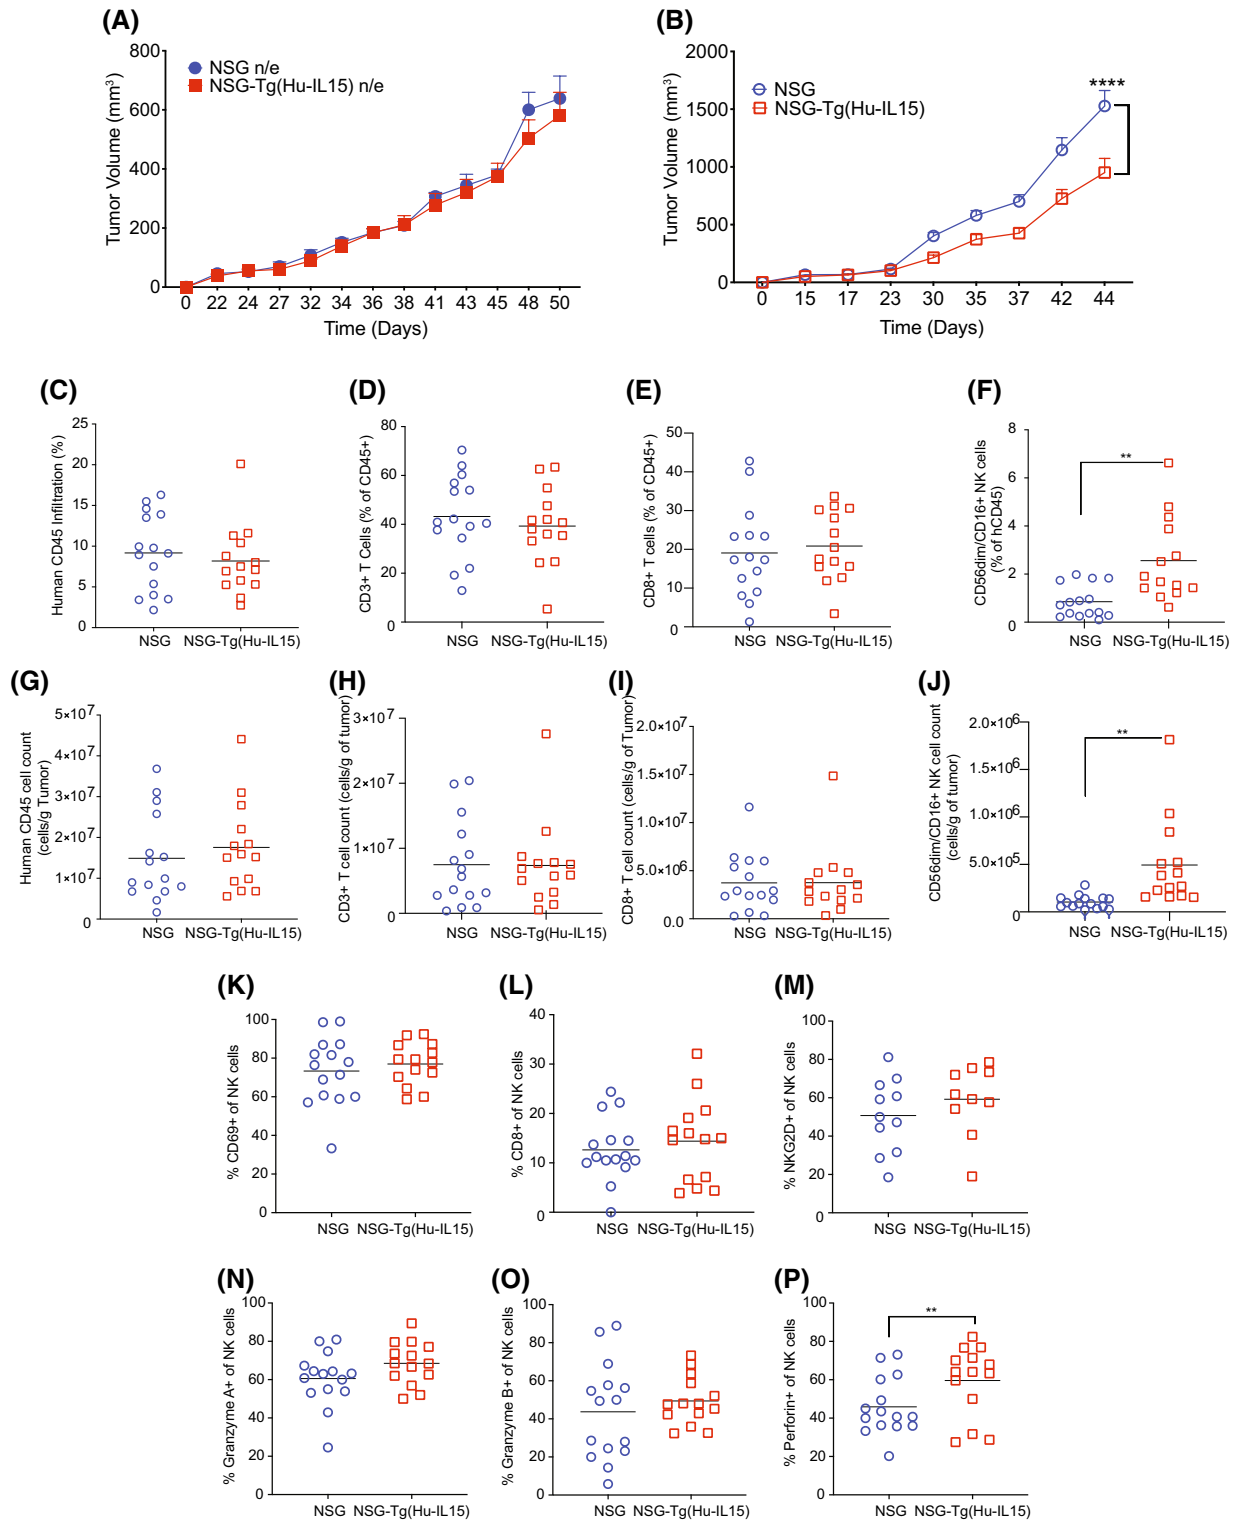 (A)
Tumor Volume (mm³)
800
600
400
200
0
NSG n/e
NSG-Tg(Hu-IL15) n/e
0 22 24 27 32 34 36 38 41 43 45 48 50
Time (Days)
(B)
Tumor Volume (mm³)
2000
1500
1000
500
0
NSG
NSG-Tg(Hu-IL15)
****
0 15 17 23 30 35 37 42 44
Time (Days)
(C)
Human CD45 Infiltration (%)
25
20
15
10
5
0
NSG NSG-Tg(Hu-IL15)
(D)
CD3+ T Cells (% of CD45+)
80
60
40
20
0
NSG NSG-Tg(Hu-IL15)
(E)
CD8+ T cells (% of CD45+)
50
40
30
20
10
0
NSG NSG-Tg(Hu-IL15)
(F)
CD56dim/CD16+ NK cells
(% of hCD45)
8
6
4
2
0
**
NSG NSG-Tg(Hu-IL15)
(G)
Human CD45 cell count
(cells/g Tumor)
5×10⁷
4×10⁷
3×10⁷
2×10⁷
1×10⁷
0
NSG NSG-Tg(Hu-IL15)
(H)
CD3+ T cell count (cells/g of tumor)
3×10⁷
2×10⁷
1×10⁷
0
NSG NSG-Tg(Hu-IL15)
(I)
CD8+ T cell count (cells/g of Tumor)
2.0×10⁷
1.5×10⁷
1.0×10⁷
5.0×10⁶
0.0
NSG NSG-Tg(Hu-IL15)
(J)
CD56dim/CD16+ NK cell count
(cells/g of tumor)
2.0×10⁶
1.5×10⁶
1.0×10⁶
5.0×10⁵
0
**
NSG NSG-Tg(Hu-IL15)
(K)
% CD69+ of NK cells
100
80
60
40
20
0
NSG NSG-Tg(Hu-IL15)
(L)
% CD8+ of NK cells
40
30
20
10
0
NSG NSG-Tg(Hu-IL15)
(M)
% NKG2D+ of NK cells
100
80
60
40
20
0
NSG NSG-Tg(Hu-IL15)
(N)
% Granzyme A+ of NK cells
100
80
60
40
20
0
NSG NSG-Tg(Hu-IL15)
(O)
% Granzyme B+ of NK cells
100
80
60
40
20
0
NSG NSG-Tg(Hu-IL15)
(P)
% Perforin+ of NK cells
100
80
60
40
20
0
**
NSG NSG-Tg(Hu-IL15)